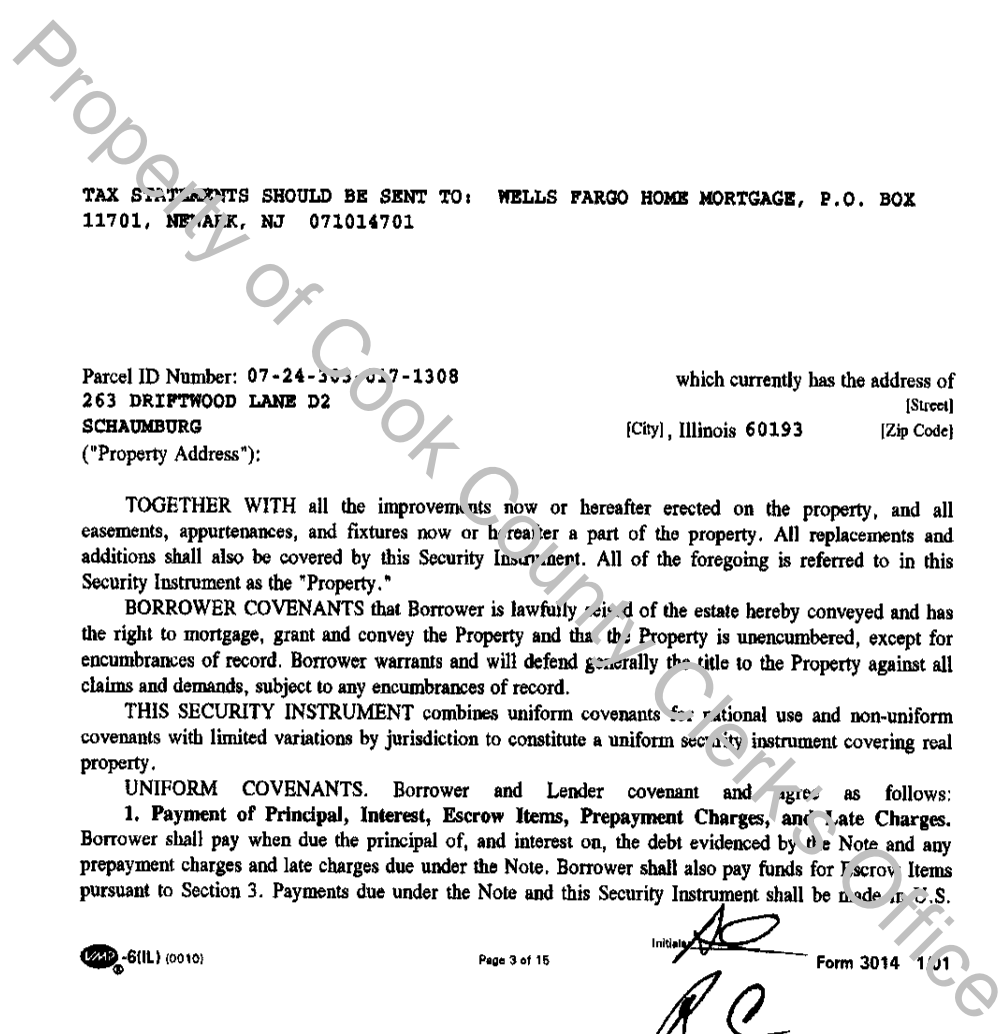 Property of Cook County Clerk's Office
TAX STATEMENTS SHOULD BE SENT TO: WELLS FARGO HOME MORTGAGE, P.O. BOX
11701, NEWARK, NJ 071014701
Parcel ID Number: 07-24-303-017-1308 which currently has the address of
263 DRIFTWOOD LANE D2 [Street]
SCHAUMBURG [City], Illinois 60193 [Zip Code]
("Property Address"):
TOGETHER WITH all the improvements now or hereafter erected on the property, and all
easements, appurtenances, and fixtures now or hereafter a part of the property. All replacements and
additions shall also be covered by this Security Instrument. All of the foregoing is referred to in this
Security Instrument as the "Property."
BORROWER COVENANTS that Borrower is lawfully seised of the estate hereby conveyed and has
the right to mortgage, grant and convey the Property and that the Property is unencumbered, except for
encumbrances of record. Borrower warrants and will defend generally the title to the Property against all
claims and demands, subject to any encumbrances of record.
THIS SECURITY INSTRUMENT combines uniform covenants for national use and non-uniform
covenants with limited variations by jurisdiction to constitute a uniform security instrument covering real
property.
UNIFORM COVENANTS. Borrower and Lender covenant and agree as follows:
1. Payment of Principal, Interest, Escrow Items, Prepayment Charges, and Late Charges.
Borrower shall pay when due the principal of, and interest on, the debt evidenced by the Note and any
prepayment charges and late charges due under the Note. Borrower shall also pay funds for Escrow Items
pursuant to Section 3. Payments due under the Note and this Security Instrument shall be made in U.S.
VMP-6(IL) (0010) Page 3 of 15 Initials Form 3014 1/01